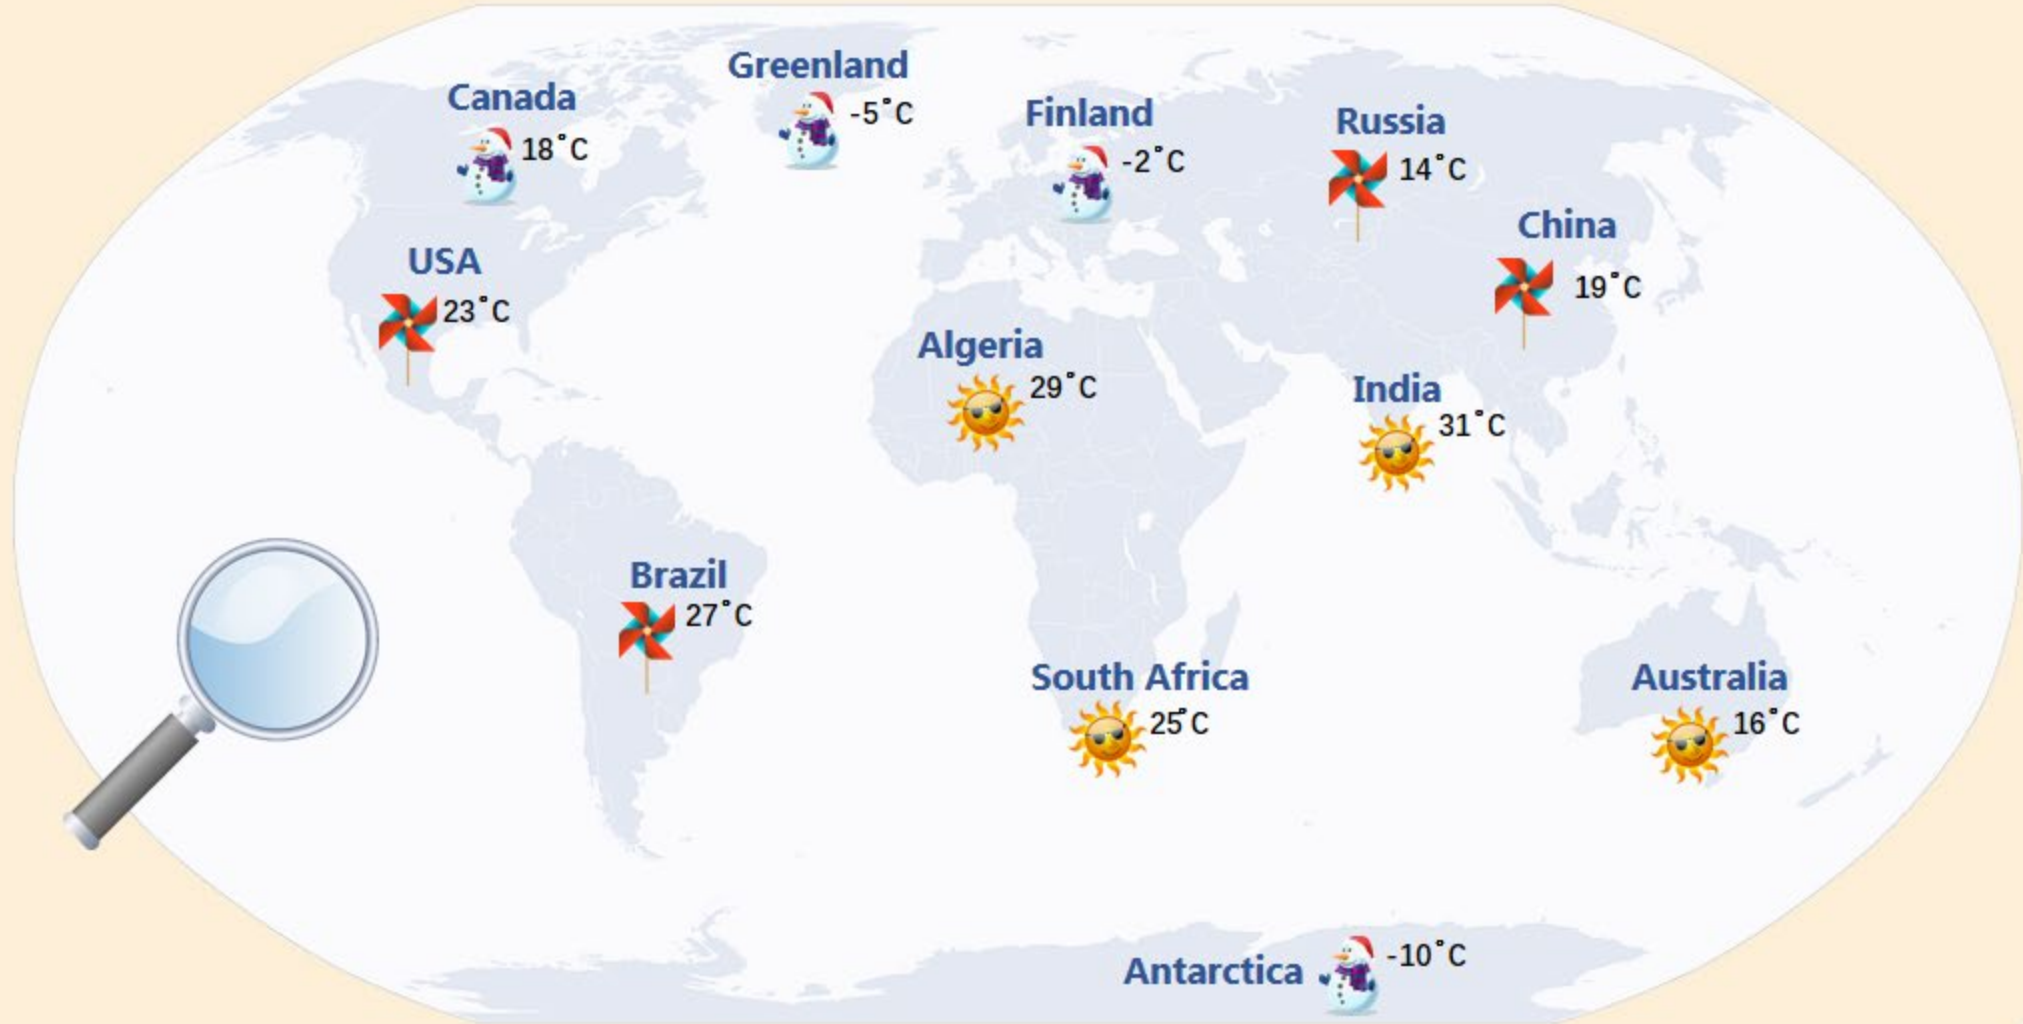 Greenland
-5°C
Canada
18°C
Finland
-2°C
Russia
14°C
China
19°C
USA
23°C
Algeria
29°C
India
31°C
Brazil
27°C
South Africa
25°C
Australia
16°C
Antarctica
-10°C